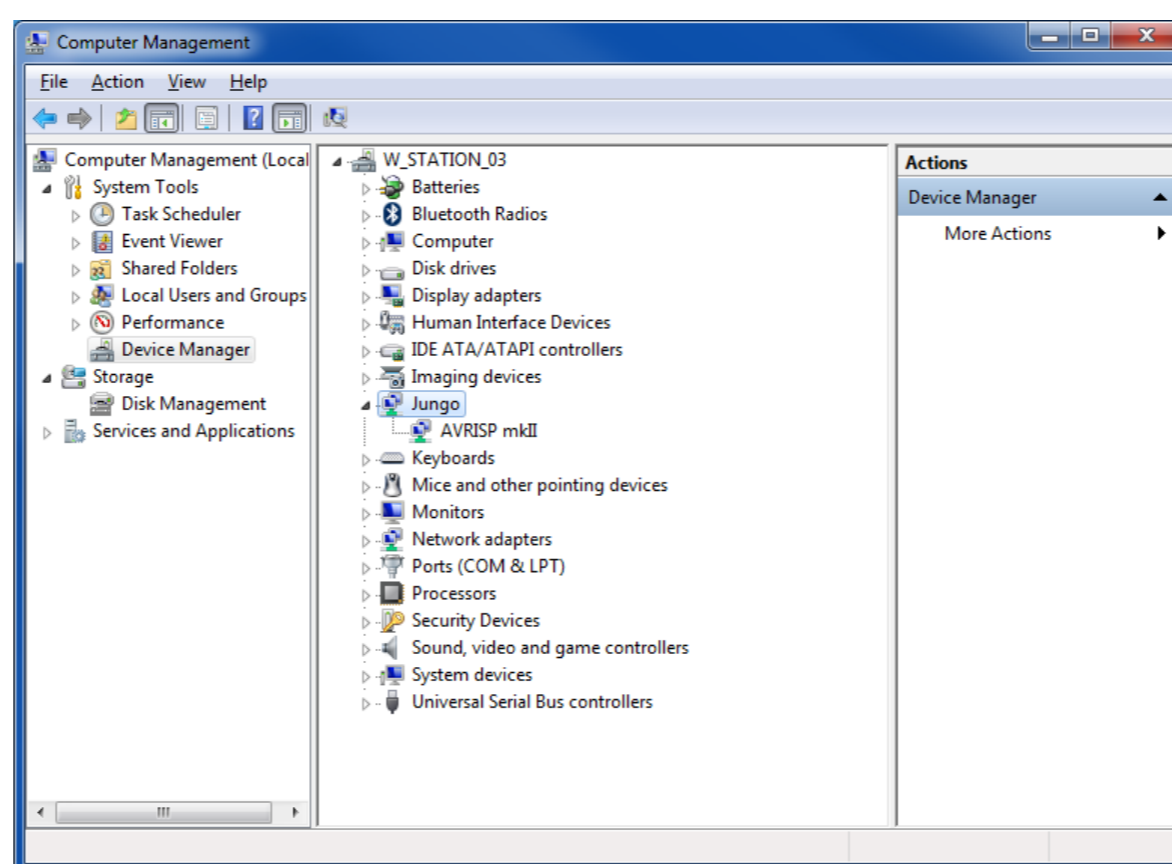 Computer Management
File Action View Help
Computer Management (Local
System Tools
Task Scheduler
Event Viewer
Shared Folders
Local Users and Groups
Performance
Device Manager
Storage
Disk Management
Services and Applications
W_STATION_03
Batteries
Bluetooth Radios
Computer
Disk drives
Display adapters
Human Interface Devices
IDE ATA/ATAPI controllers
Imaging devices
Jungo
AVRISP mkII
Keyboards
Mice and other pointing devices
Monitors
Network adapters
Ports (COM & LPT)
Processors
Security Devices
Sound, video and game controllers
System devices
Universal Serial Bus controllers
Actions
Device Manager
More Actions